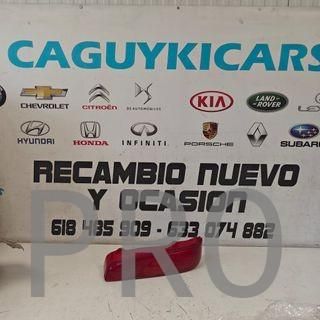 CAGUYKICARS
CHEVROLET CITROËN DS AUTOMOBILES KIA LAND ROVER
HYUNDAI HONDA INFINITI PORSCHE RENAULT SUBARU
RECAMBIO NUEVO
Y OCASION
618 485 909 - 633 074 882
PRO